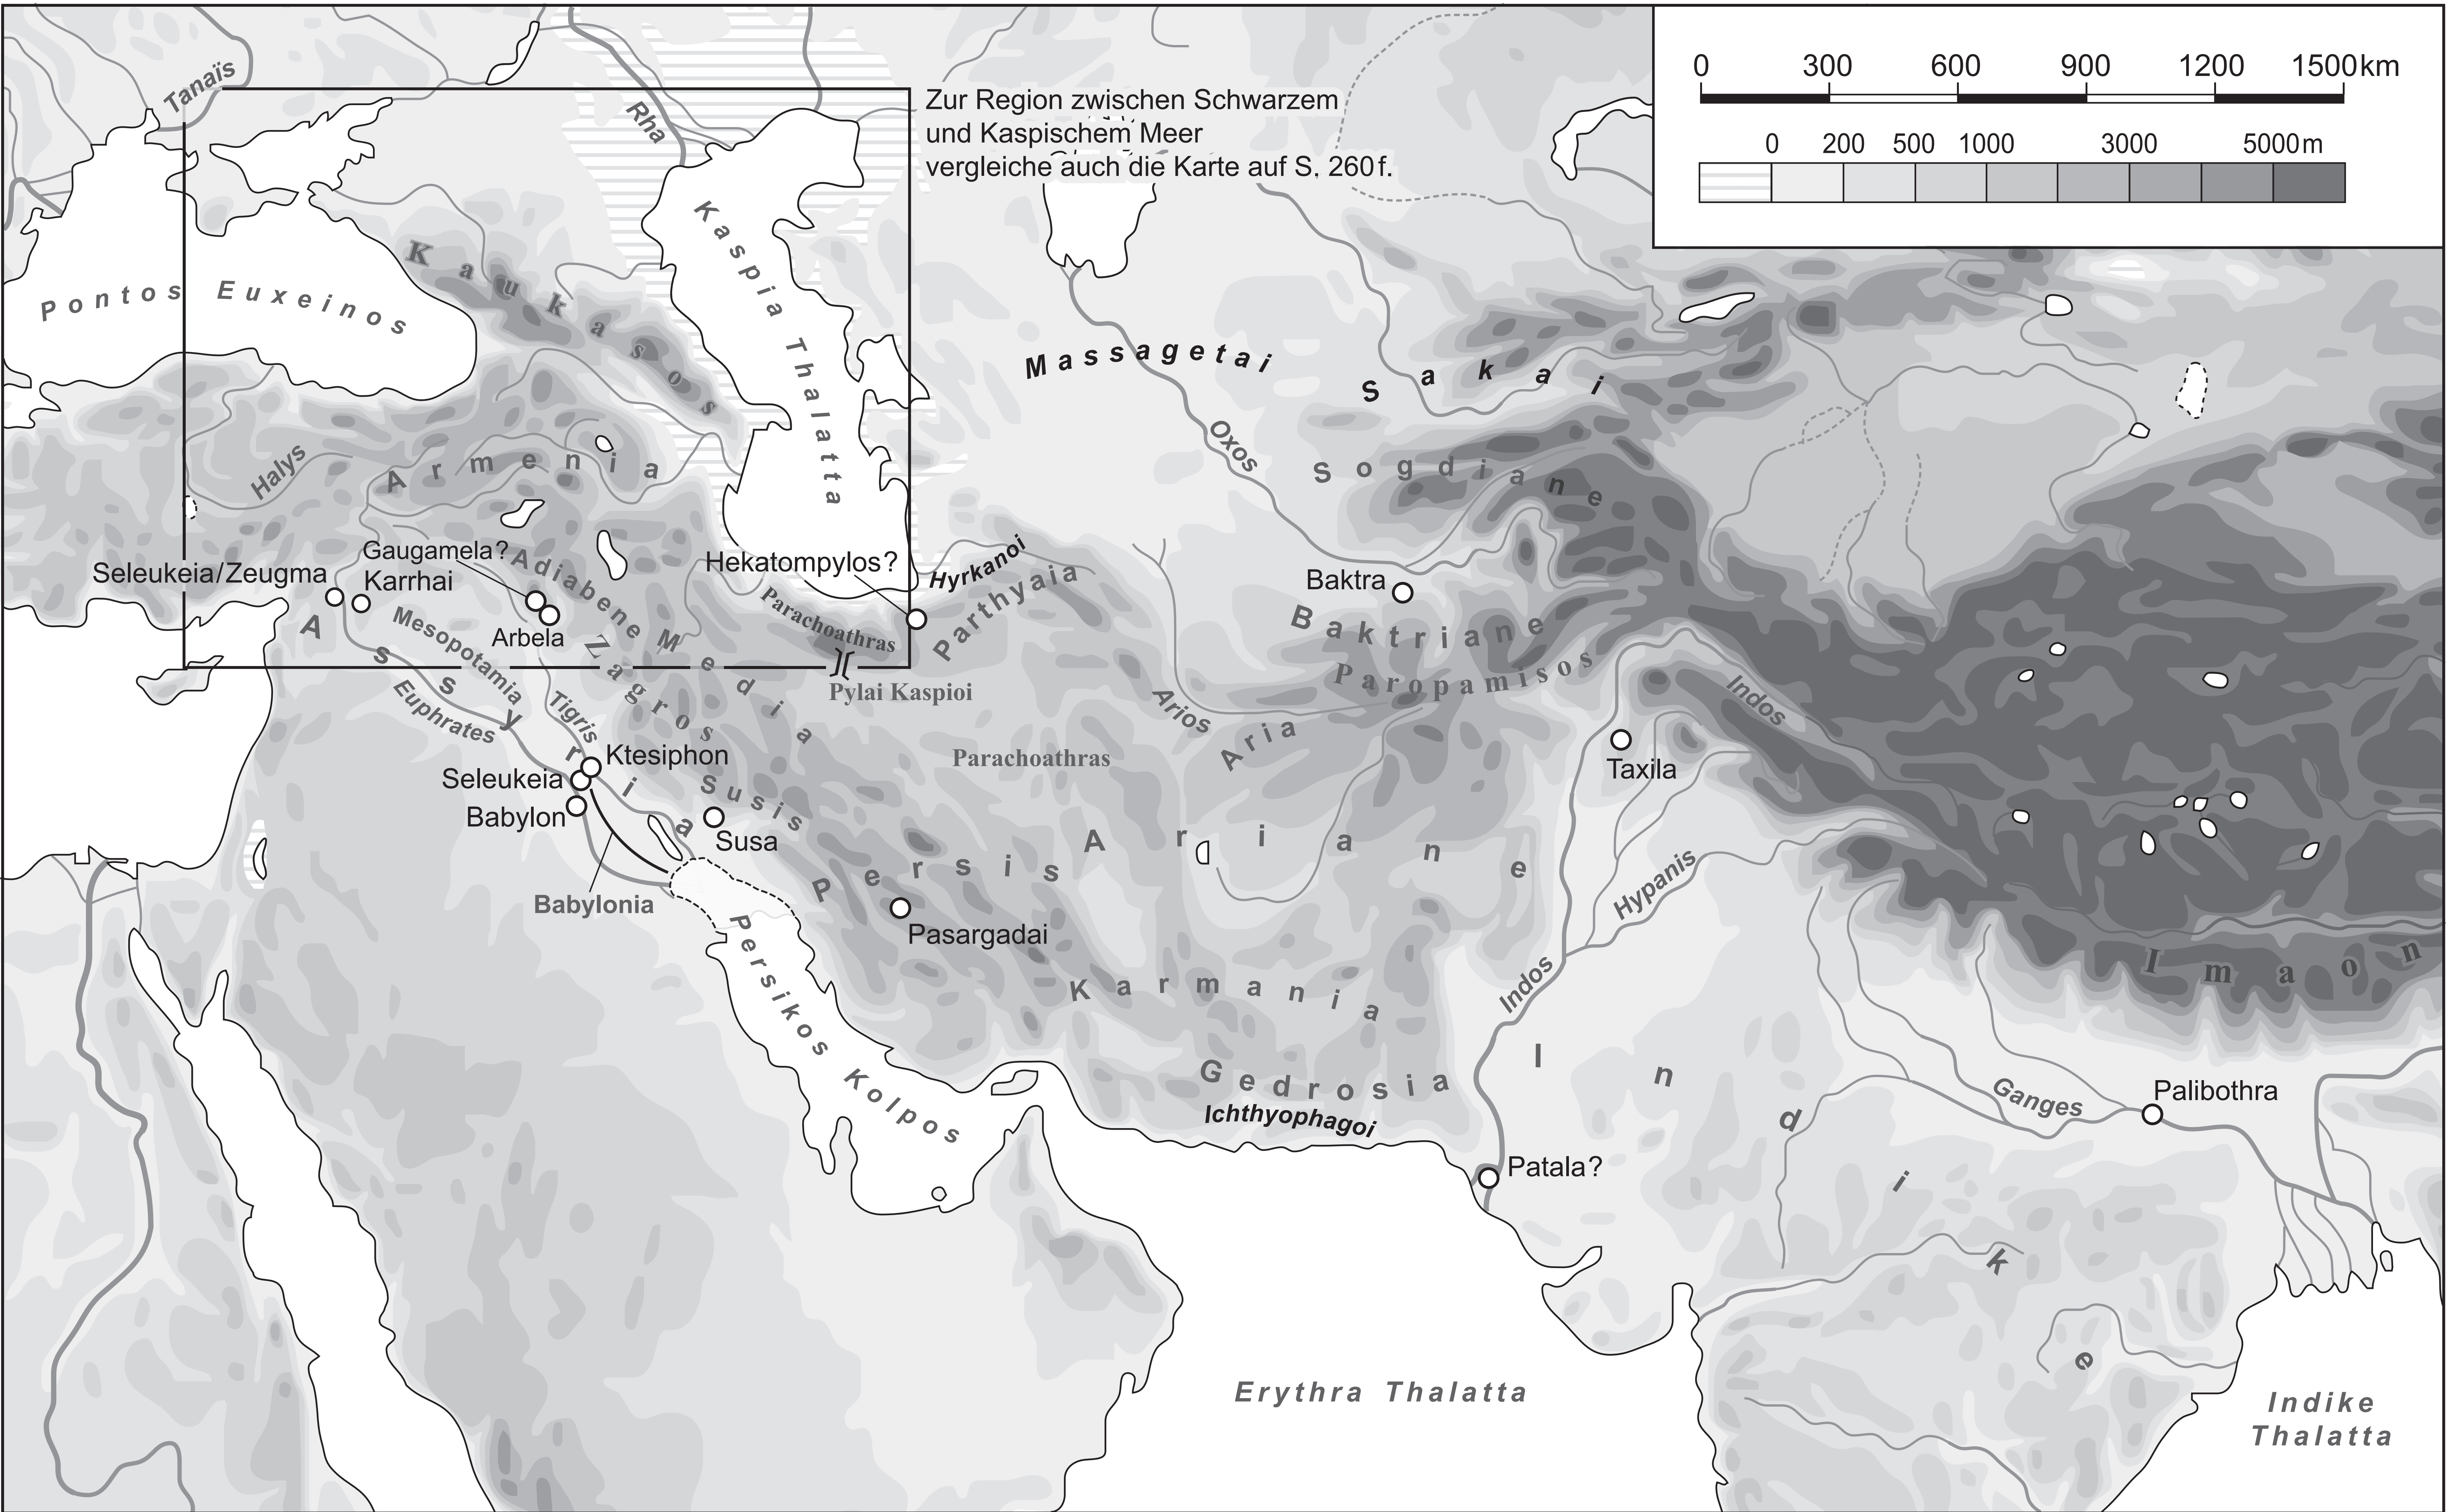 0 300 600 900 1200 1500 km
0 200 500 1000 3000 5000 m
Zur Region zwischen Schwarzem
und Kaspischem Meer
vergleiche auch die Karte auf S. 260 f.
Tanaïs
Rha
Kaspia Thalatta
Kaukasos
Pontos Euxeinos
Massagetai
Sakai
Oxos
Sogdiane
Halys
Armenia
Gaugamela?
Adiabene
Seleukeia/Zeugma
Karrhai
Hekatompylos?
Hyrkanoi
Parthyaia
Parachoathras
Baktra
Baktriane
Paropamisos
Assyria
Mesopotamia
Arbela
Zagros
Media
Pylai Kaspioi
Arios
Aria
Indos
Euphrates
Tigris
Ktesiphon
Seleukeia
Babylon
Susis
Susa
Parachoathras
Taxila
Ariane
Persis
Hypanis
Babylonia
Pasargadai
Persikos Kolpos
Karmania
Indos
Imaon
Gedrosia
Ichthyophagoi
Indike
Ganges
Palibothra
Patala?
Erythra Thalatta
Indike
Thalatta